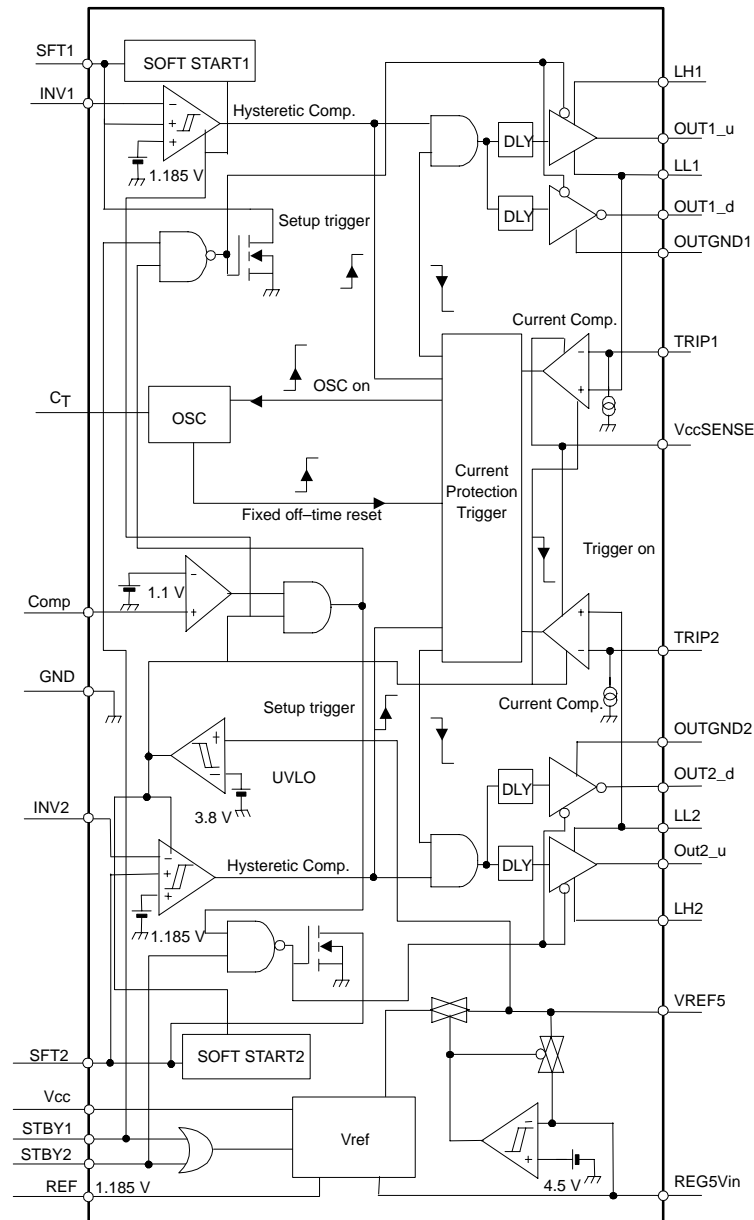 SFT1
SOFT START1
LH1
INV1
Hysteretic Comp.
DLY
OUT1_u
1.185 V
LL1
DLY
OUT1_d
Setup trigger
OUTGND1
Current Comp.
TRIP1
OSC on
CT
OSC
VccSENSE
Current
Protection
Trigger
Fixed off–time reset
Trigger on
1.1 V
Comp
TRIP2
GND
Setup trigger
Current Comp.
OUTGND2
UVLO
DLY
OUT2_d
3.8 V
INV2
LL2
Hysteretic Comp.
DLY
Out2_u
LH2
1.185 V
VREF5
SFT2
SOFT START2
Vcc
STBY1
Vref
STBY2
REF
1.185 V
4.5 V
REG5Vin